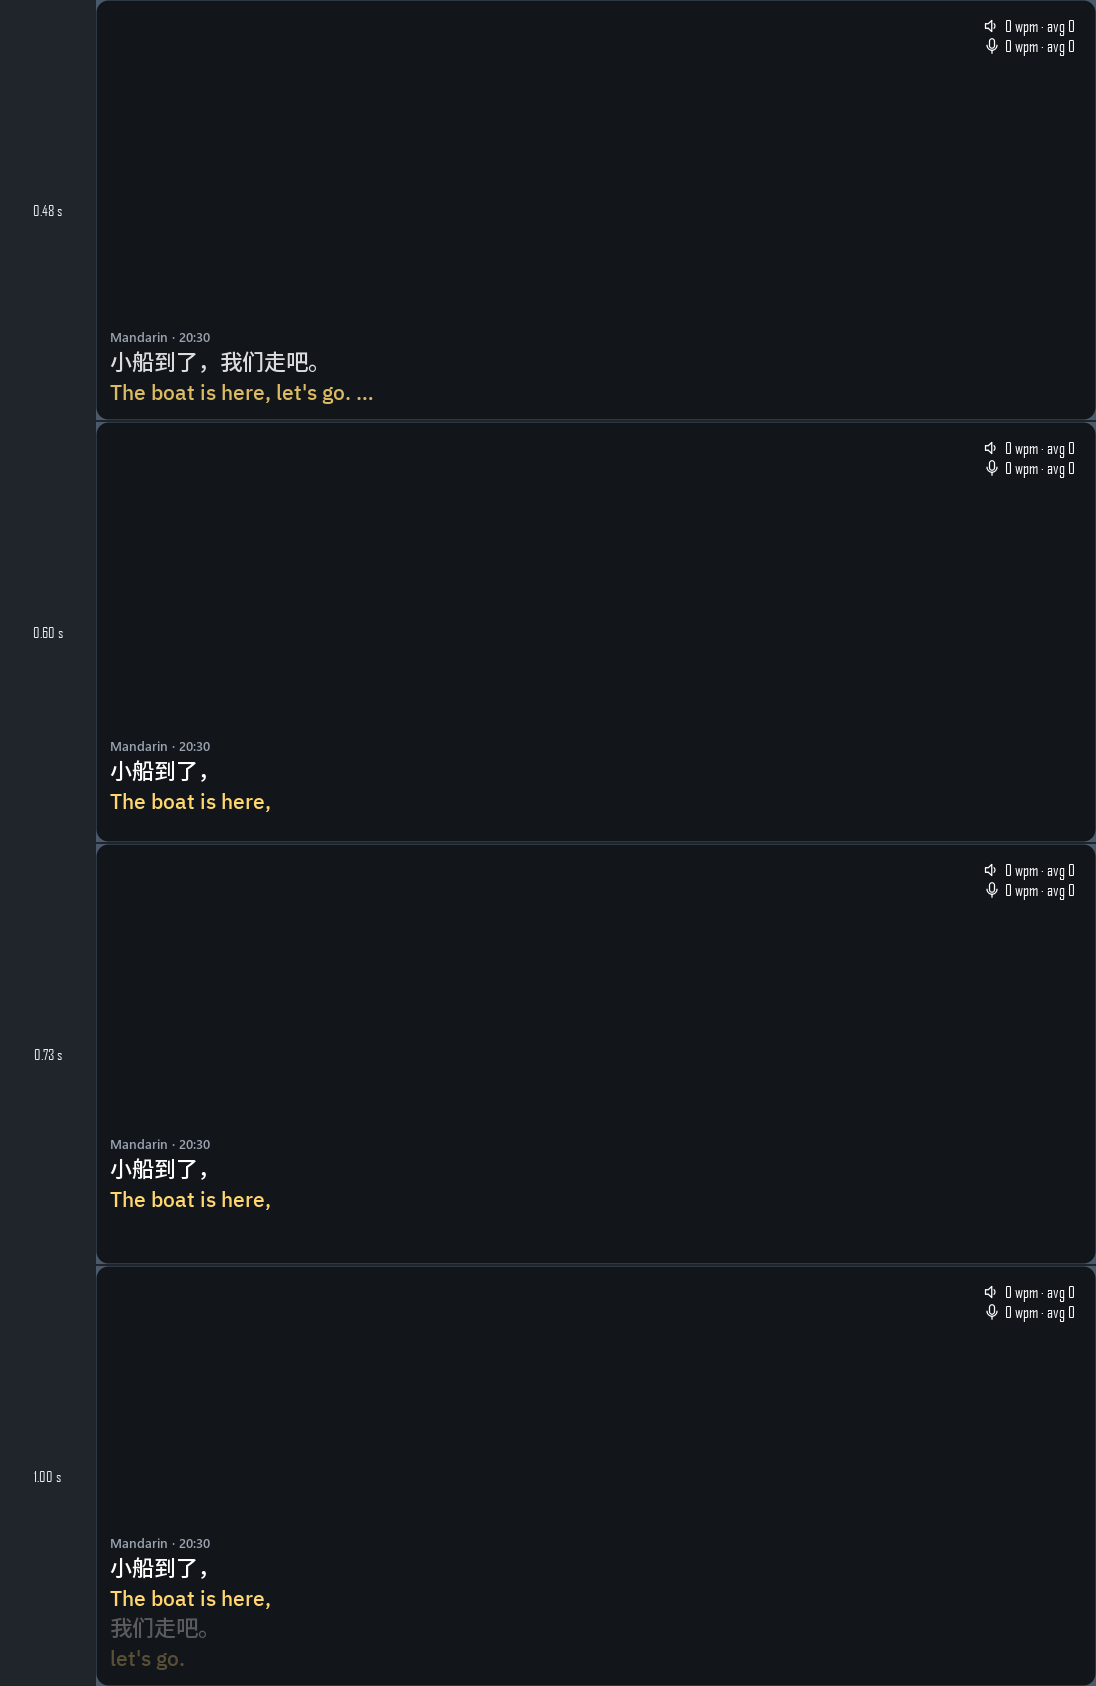 0 wpm · avg 0
0 wpm · avg 0
0.48 s
Mandarin · 20:30
小船到了，我们走吧。
The boat is here, let's go. ...
0 wpm · avg 0
0 wpm · avg 0
0.60 s
Mandarin · 20:30
小船到了，
The boat is here,
0 wpm · avg 0
0 wpm · avg 0
0.73 s
Mandarin · 20:30
小船到了，
The boat is here,
0 wpm · avg 0
0 wpm · avg 0
1.00 s
Mandarin · 20:30
小船到了，
The boat is here,
我们走吧。
let's go.